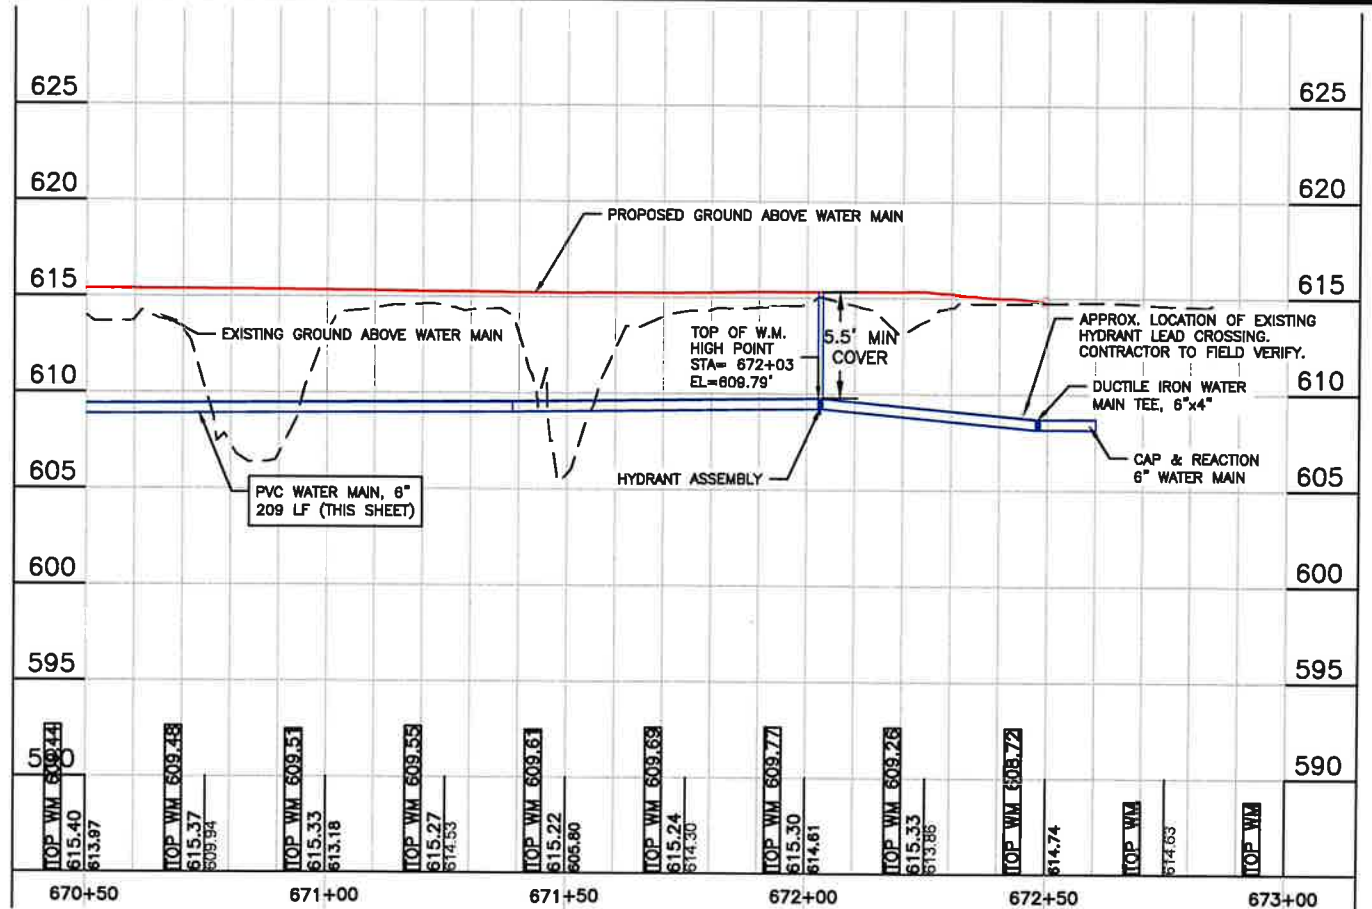 625
625
620
620
PROPOSED GROUND ABOVE WATER MAIN
615
615
EXISTING GROUND ABOVE WATER MAIN
TOP OF W.M.
HIGH POINT
STA= 672+03
EL=609.79'
5.5' MIN
COVER
APPROX. LOCATION OF EXISTING
HYDRANT LEAD CROSSING.
CONTRACTOR TO FIELD VERIFY.
610
610
DUCTILE IRON WATER
MAIN TEE, 6"x4"
CAP & REACTION
6" WATER MAIN
HYDRANT ASSEMBLY
605
605
PVC WATER MAIN, 6"
209 LF (THIS SHEET)
600
600
595
595
590
590
TOP WM 609.44
615.40
613.97
TOP WM 609.48
615.37
609.94
TOP WM 609.51
615.33
613.18
TOP WM 609.55
615.27
614.53
TOP WM 609.61
615.22
605.80
TOP WM 609.69
615.24
614.30
TOP WM 609.77
615.30
614.61
TOP WM 609.26
615.33
613.86
TOP WM 608.72
614.74
TOP WM
614.63
TOP WM
670+50
671+00
671+50
672+00
672+50
673+00